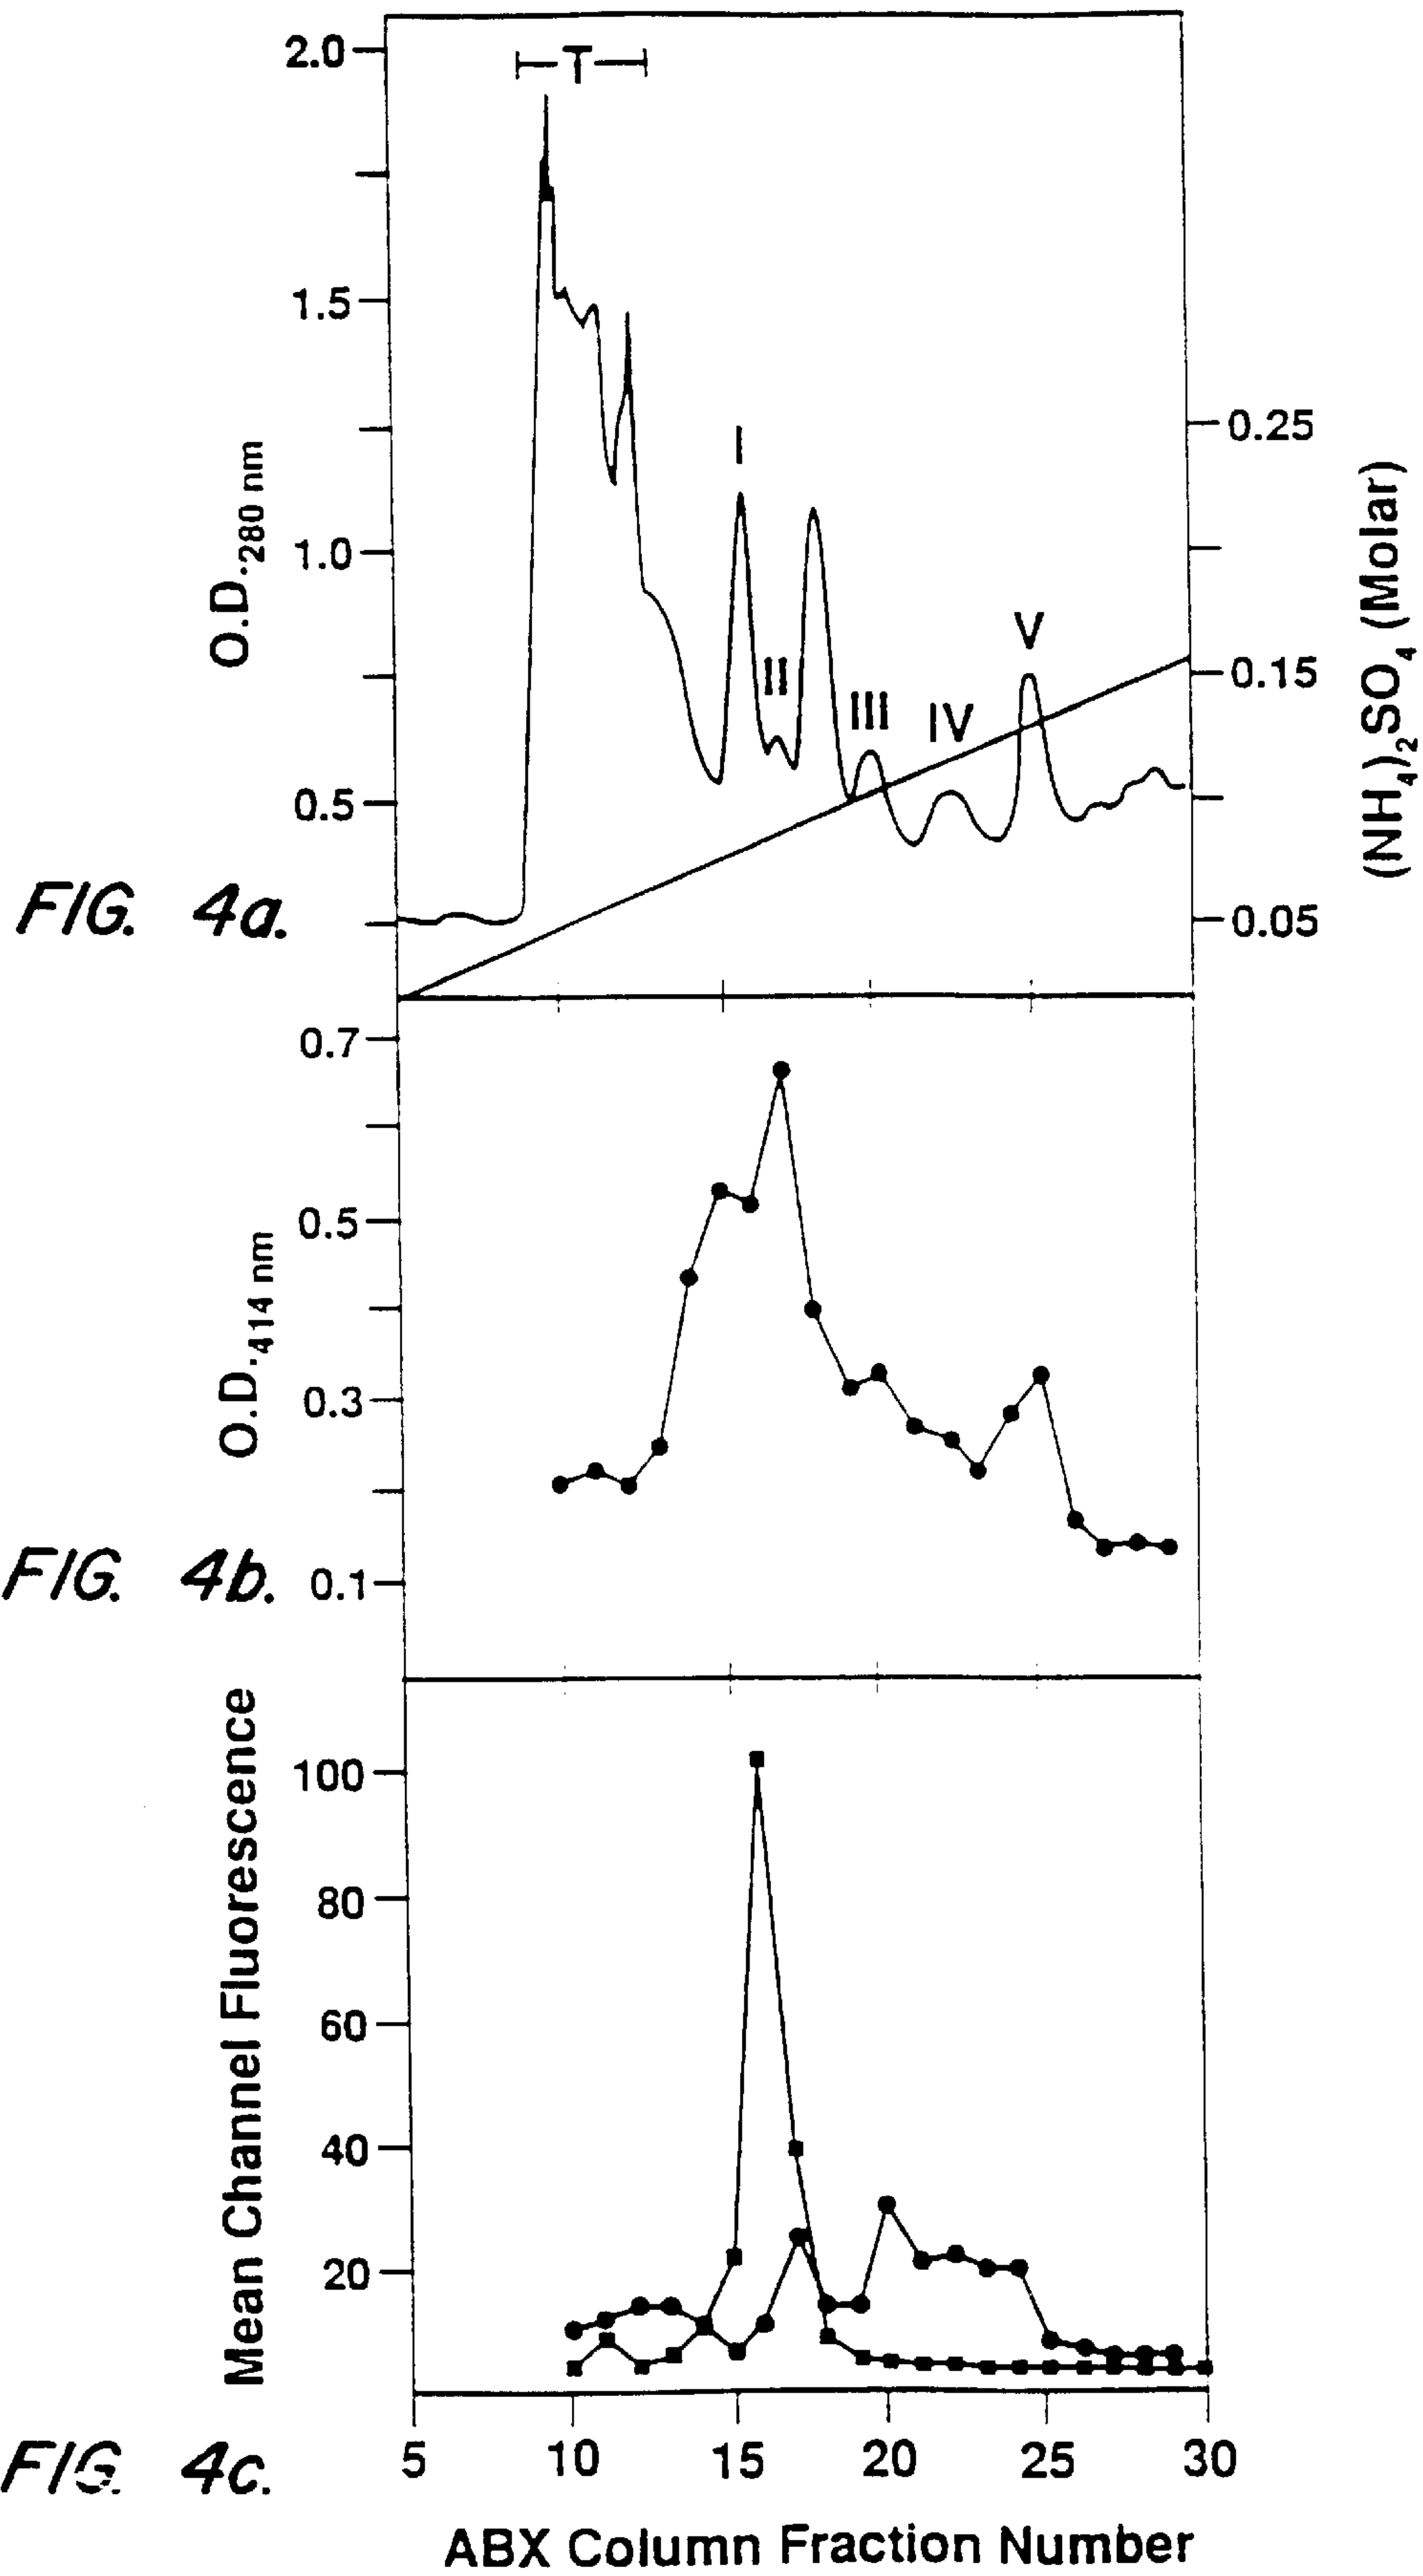 2.0
T
1.5
I
0.25
O.D.280 nm
1.0
(NH4)2SO4 (Molar)
II
V
III
IV
0.15
0.5
FIG. 4a.
0.05
0.7
0.5
O.D.414 nm
0.3
FIG. 4b.
0.1
Mean Channel Fluorescence
100
80
60
40
20
FIG. 4c.
5 10 15 20 25 30
ABX Column Fraction Number